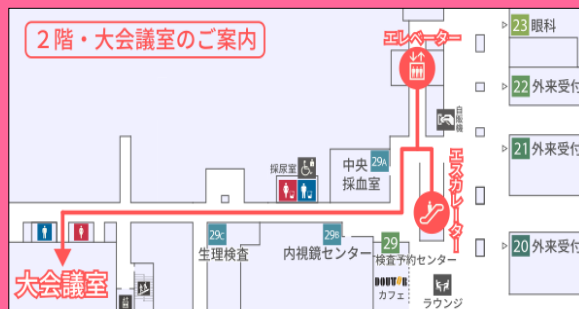 2階・大会議室のご案内
エレベーター
23 眼科
22 外来受付
自販機
21 外来受付
エスカレーター
採尿室
中央 29A
採血室
29C
生理検査
29B
内視鏡センター
29
検査予約センター
DOUTOR
カフェ
ラウンジ
20 外来受付
大会議室